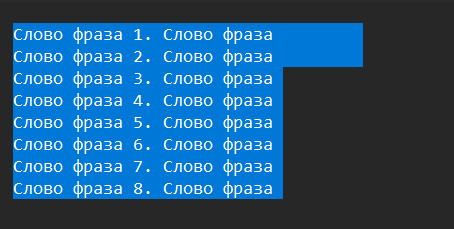 Слово фраза 1. Слово фраза
Слово фраза 2. Слово фраза
Слово фраза 3. Слово фраза
Слово фраза 4. Слово фраза
Слово фраза 5. Слово фраза
Слово фраза 6. Слово фраза
Слово фраза 7. Слово фраза
Слово фраза 8. Слово фраза